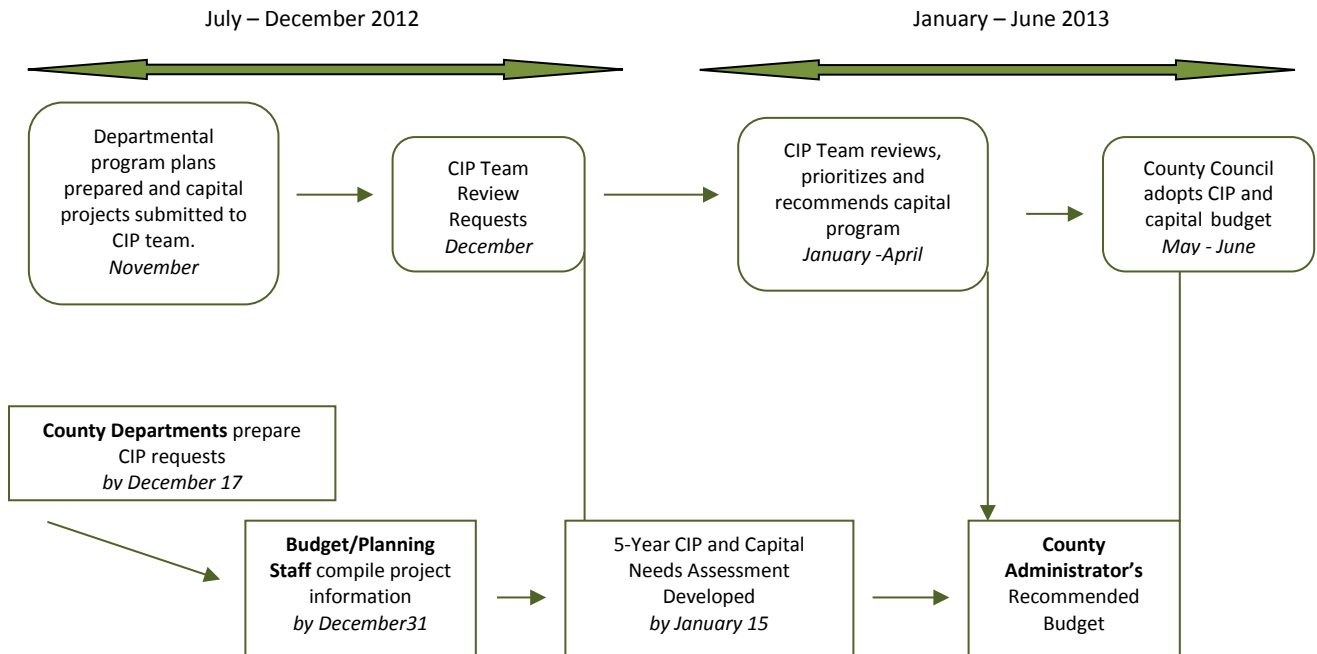 July – December 2012
January – June 2013
Departmental
program plans
prepared and capital
projects submitted to
CIP team.
November
CIP Team
Review
Requests
December
CIP Team reviews,
prioritizes and
recommends capital
program
January -April
County Council
adopts CIP and
capital budget
May - June
County Departments prepare
CIP requests
by December 17
Budget/Planning
Staff compile project
information
by December31
5-Year CIP and Capital
Needs Assessment
Developed
by January 15
County
Administrator’s
Recommended
Budget